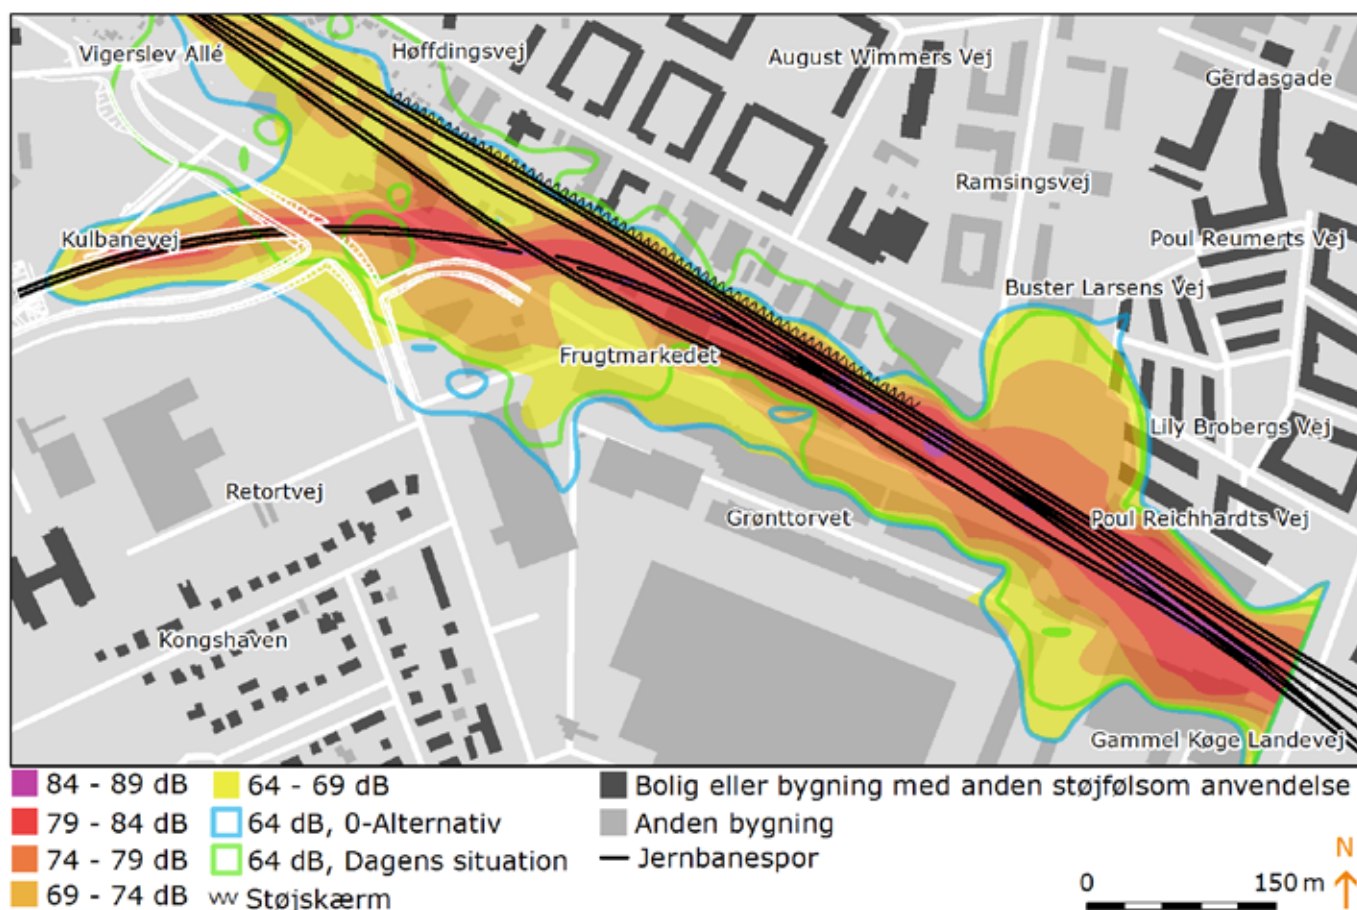 Vigerslev Allé
Høffdingsvej
August Wimmers Vej
Gerdasgade
Ramsingsvej
Kulbanevej
Poul Reumerts Vej
Buster Larsens Vej
Frugtmarkedet
Lily Brobergs Vej
Retortvej
Grønttorvet
Poul Reichhardts Vej
Kongshaven
Gammel Køge Landevej
84 - 89 dB
79 - 84 dB
74 - 79 dB
69 - 74 dB
64 - 69 dB
64 dB, 0-Alternativ
64 dB, Dagens situation
Støjskærm
Bolig eller bygning med anden støjfølsom anvendelse
Anden bygning
Jernbanespor
N
0 150 m